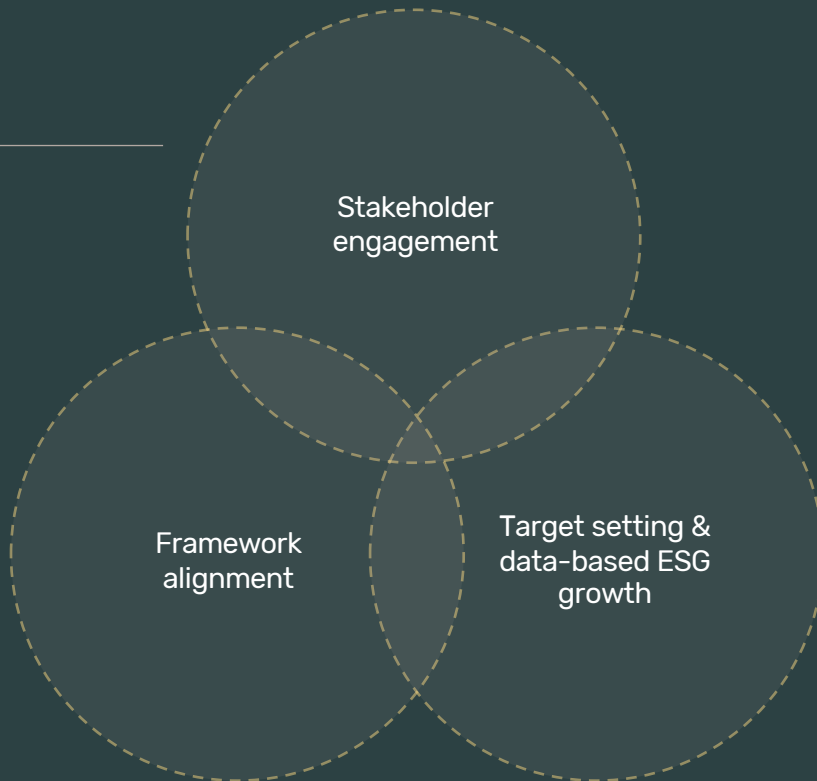 Stakeholder
engagement
Framework
alignment
Target setting &
data-based ESG
growth